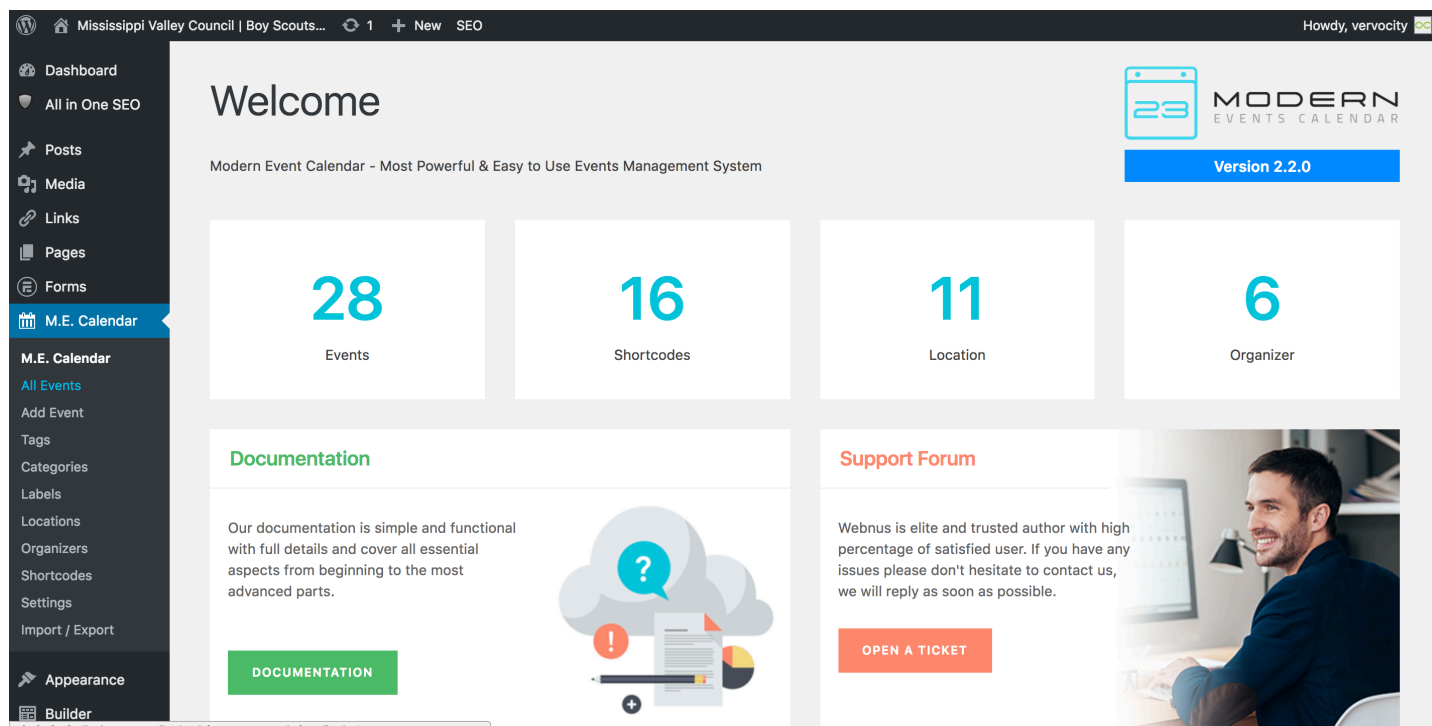 Mississippi Valley Council | Boy Scouts... 1 + New SEO
Howdy, vervocity
Dashboard
All in One SEO
Posts
Media
Links
Pages
Forms
M.E. Calendar
M.E. Calendar
All Events
Add Event
Tags
Categories
Labels
Locations
Organizers
Shortcodes
Settings
Import / Export
Appearance
Builder
Welcome
Modern Event Calendar - Most Powerful & Easy to Use Events Management System
23
MODERN
EVENTS CALENDAR
Version 2.2.0
28
Events
16
Shortcodes
11
Location
6
Organizer
Documentation
Our documentation is simple and functional
with full details and cover all essential
aspects from beginning to the most
advanced parts.
?
!
DOCUMENTATION
Support Forum
Webnus is elite and trusted author with high
percentage of satisfied user. If you have any
issues please don't hesitate to contact us,
we will reply as soon as possible.
OPEN A TICKET